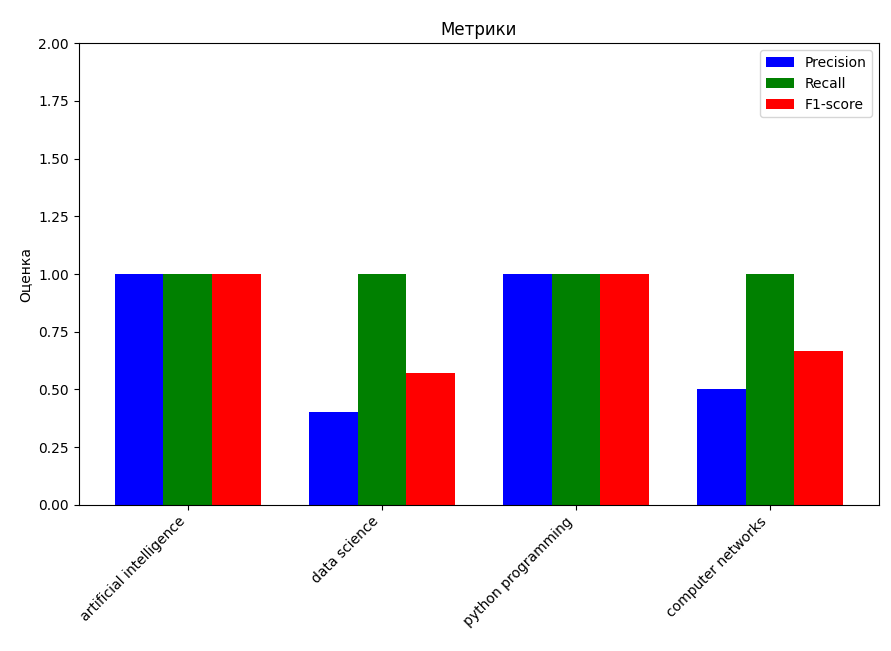 Метрики
Оценка
2.00
1.75
1.50
1.25
1.00
0.75
0.50
0.25
0.00
Precision
Recall
F1-score
artificial intelligence
data science
python programming
computer networks